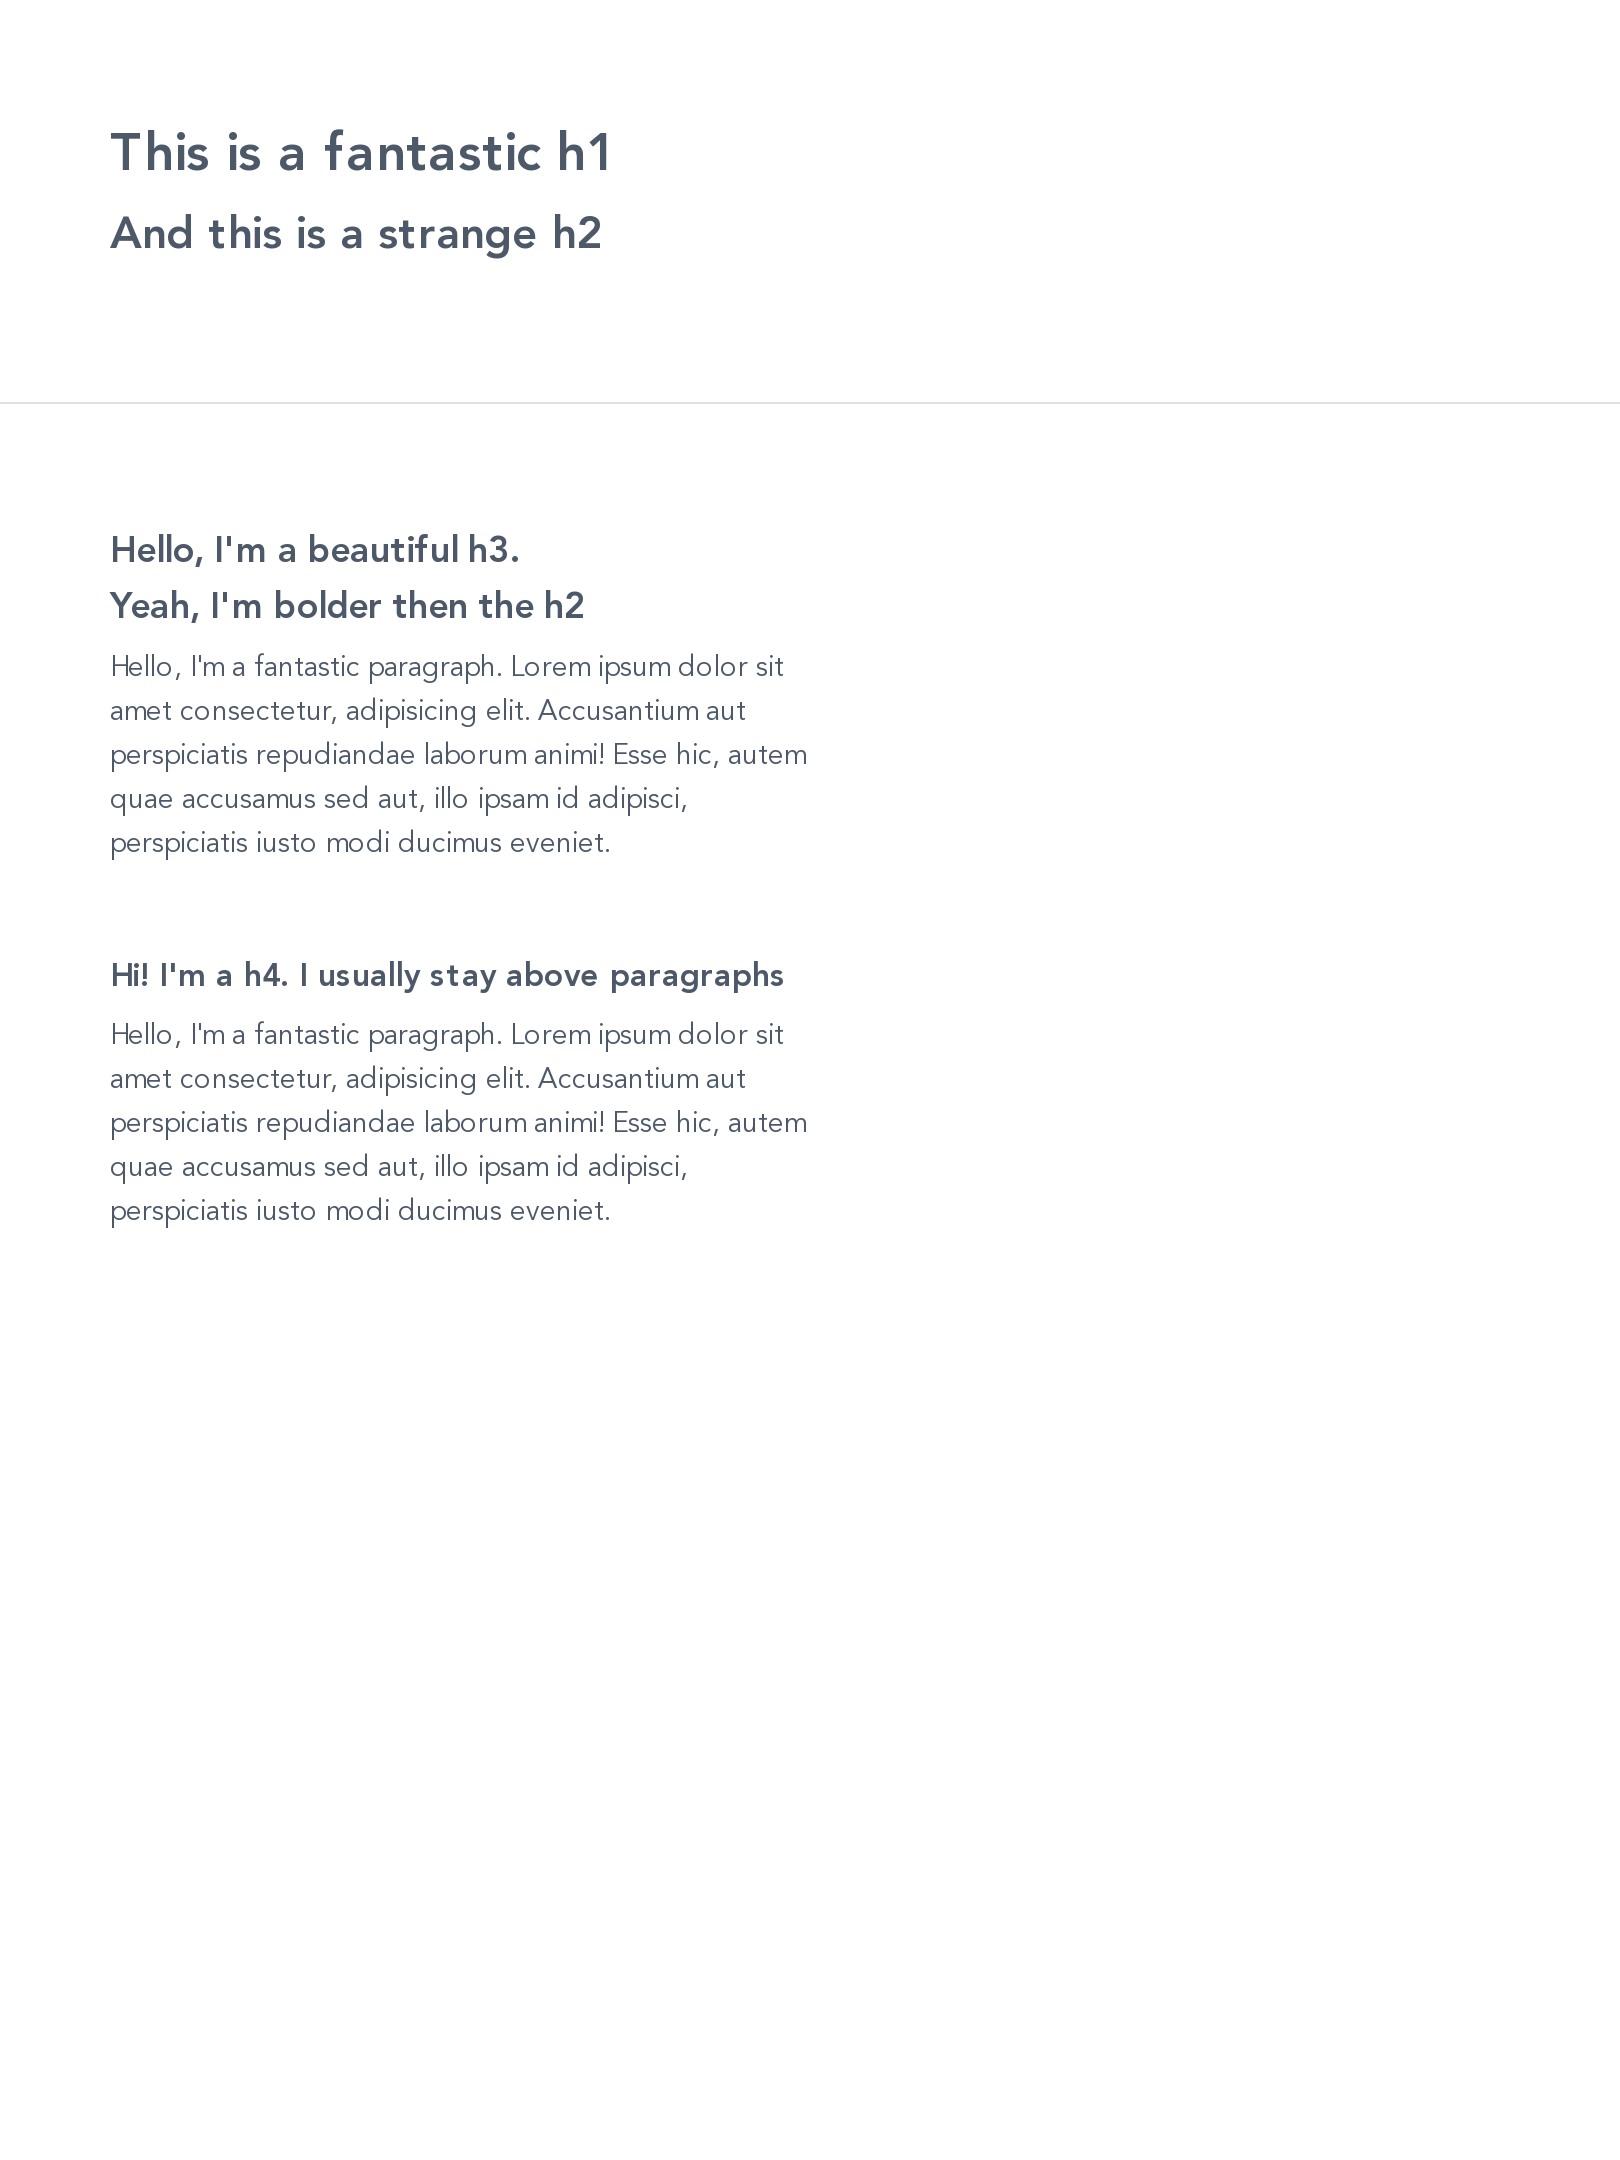 This is a fantastic h1
And this is a strange h2
Hello, I'm a beautiful h3.
Yeah, I'm bolder then the h2
Hello, I'm a fantastic paragraph. Lorem ipsum dolor sit
amet consectetur, adipisicing elit. Accusantium aut
perspiciatis repudiandae laborum animi! Esse hic, autem
quae accusamus sed aut, illo ipsam id adipisci,
perspiciatis iusto modi ducimus eveniet.
Hi! I'm a h4. I usually stay above paragraphs
Hello, I'm a fantastic paragraph. Lorem ipsum dolor sit
amet consectetur, adipisicing elit. Accusantium aut
perspiciatis repudiandae laborum animi! Esse hic, autem
quae accusamus sed aut, illo ipsam id adipisci,
perspiciatis iusto modi ducimus eveniet.